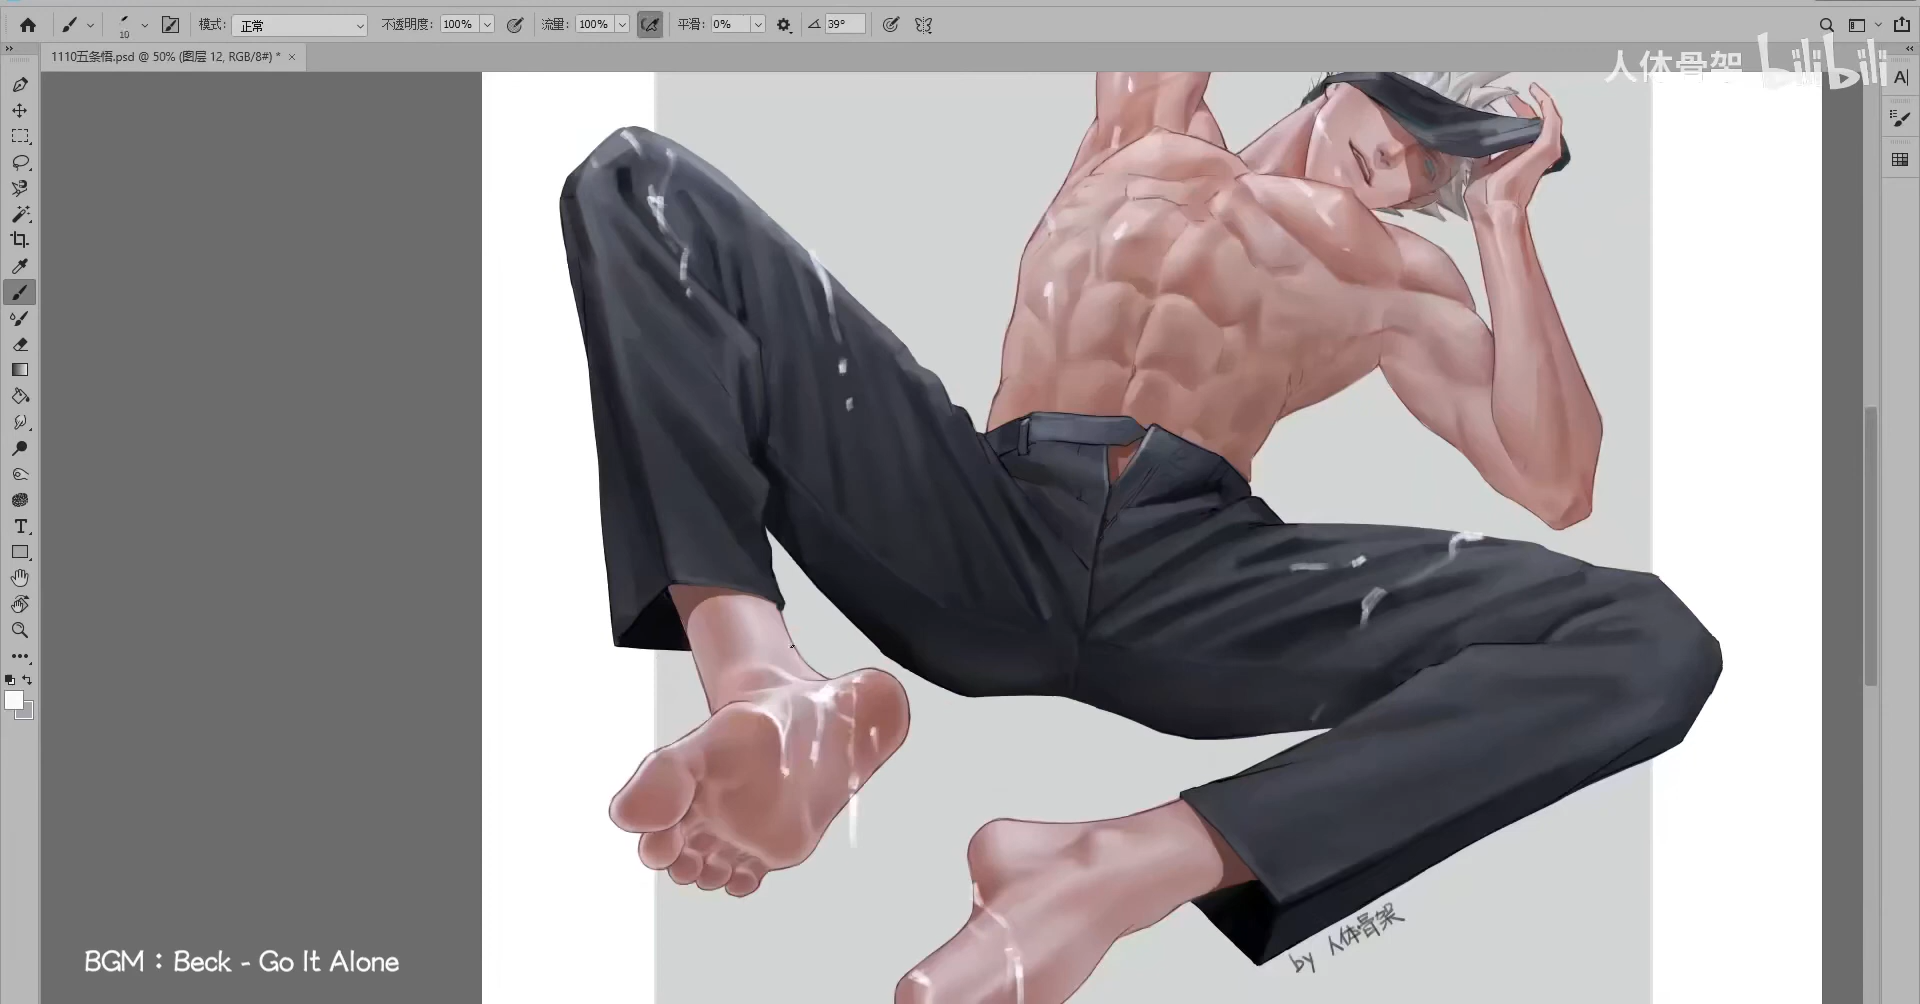 模式: 正常 不透明度: 100% 流量: 100% 平滑: 0% 39°
10
1110五条悟.psd @ 50% (图层 12, RGB/8#) * ×
人体骨架 bilibili
A|
T
by 人体骨架
BGM：Beck - Go It Alone